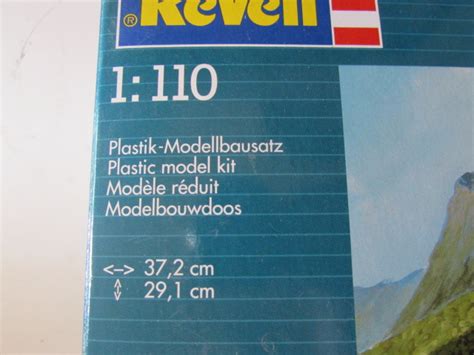 Revell
®
1:110
Plastik-Modellbausatz
Plastic model kit
Modèle réduit
Modelbouwdoos
<-> 37,2 cm
29,1 cm